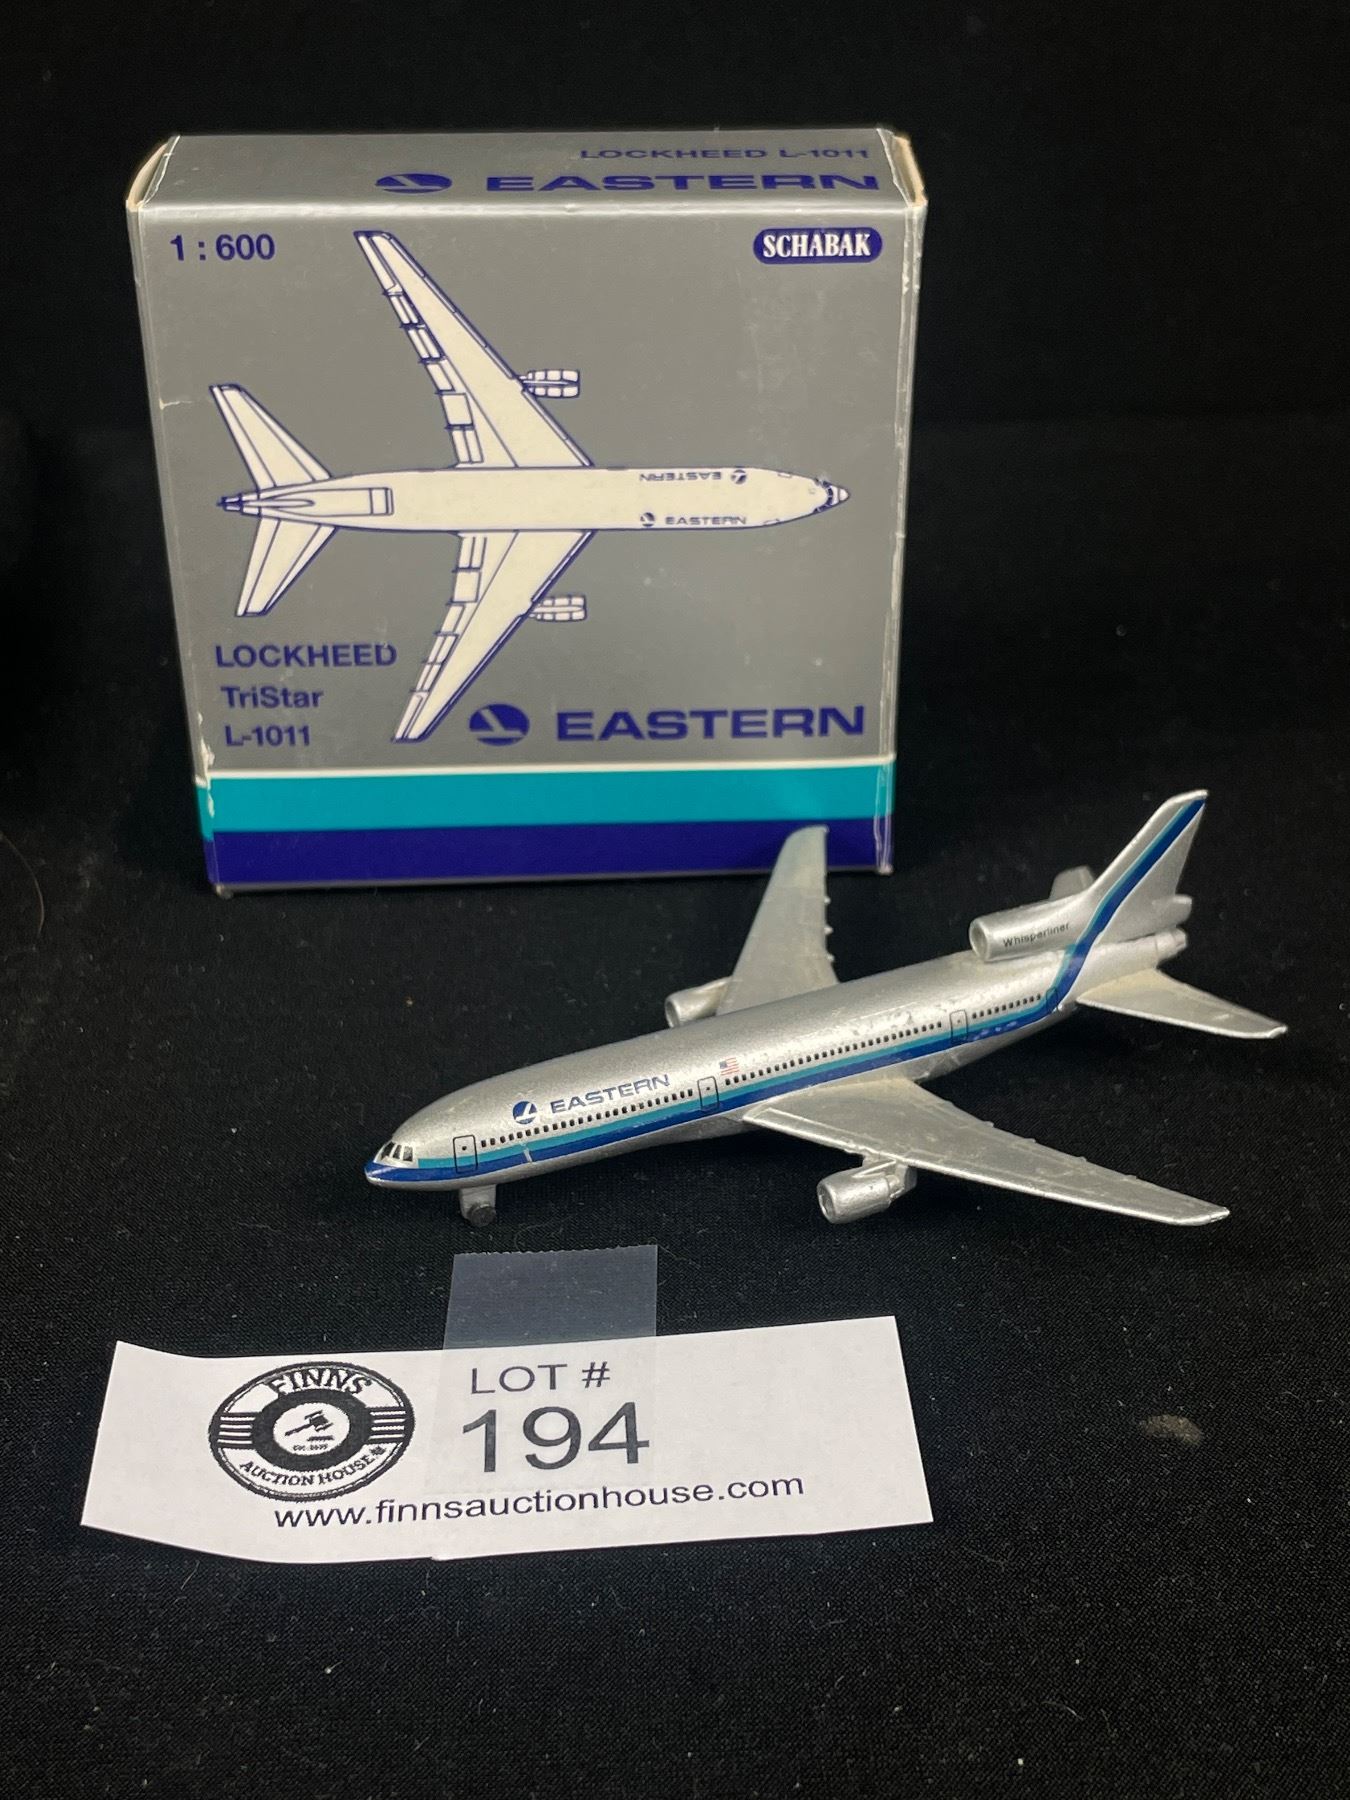 LOCKHEED L-1011
EASTERN
1 : 600
SCHABAK
EASTERN
EASTERN
LOCKHEED
TriStar
L-1011
EASTERN
Whisperliner
EASTERN
FINNS
AUCTION HOUSE
LOT #
194
www.finnsauctionhouse.com